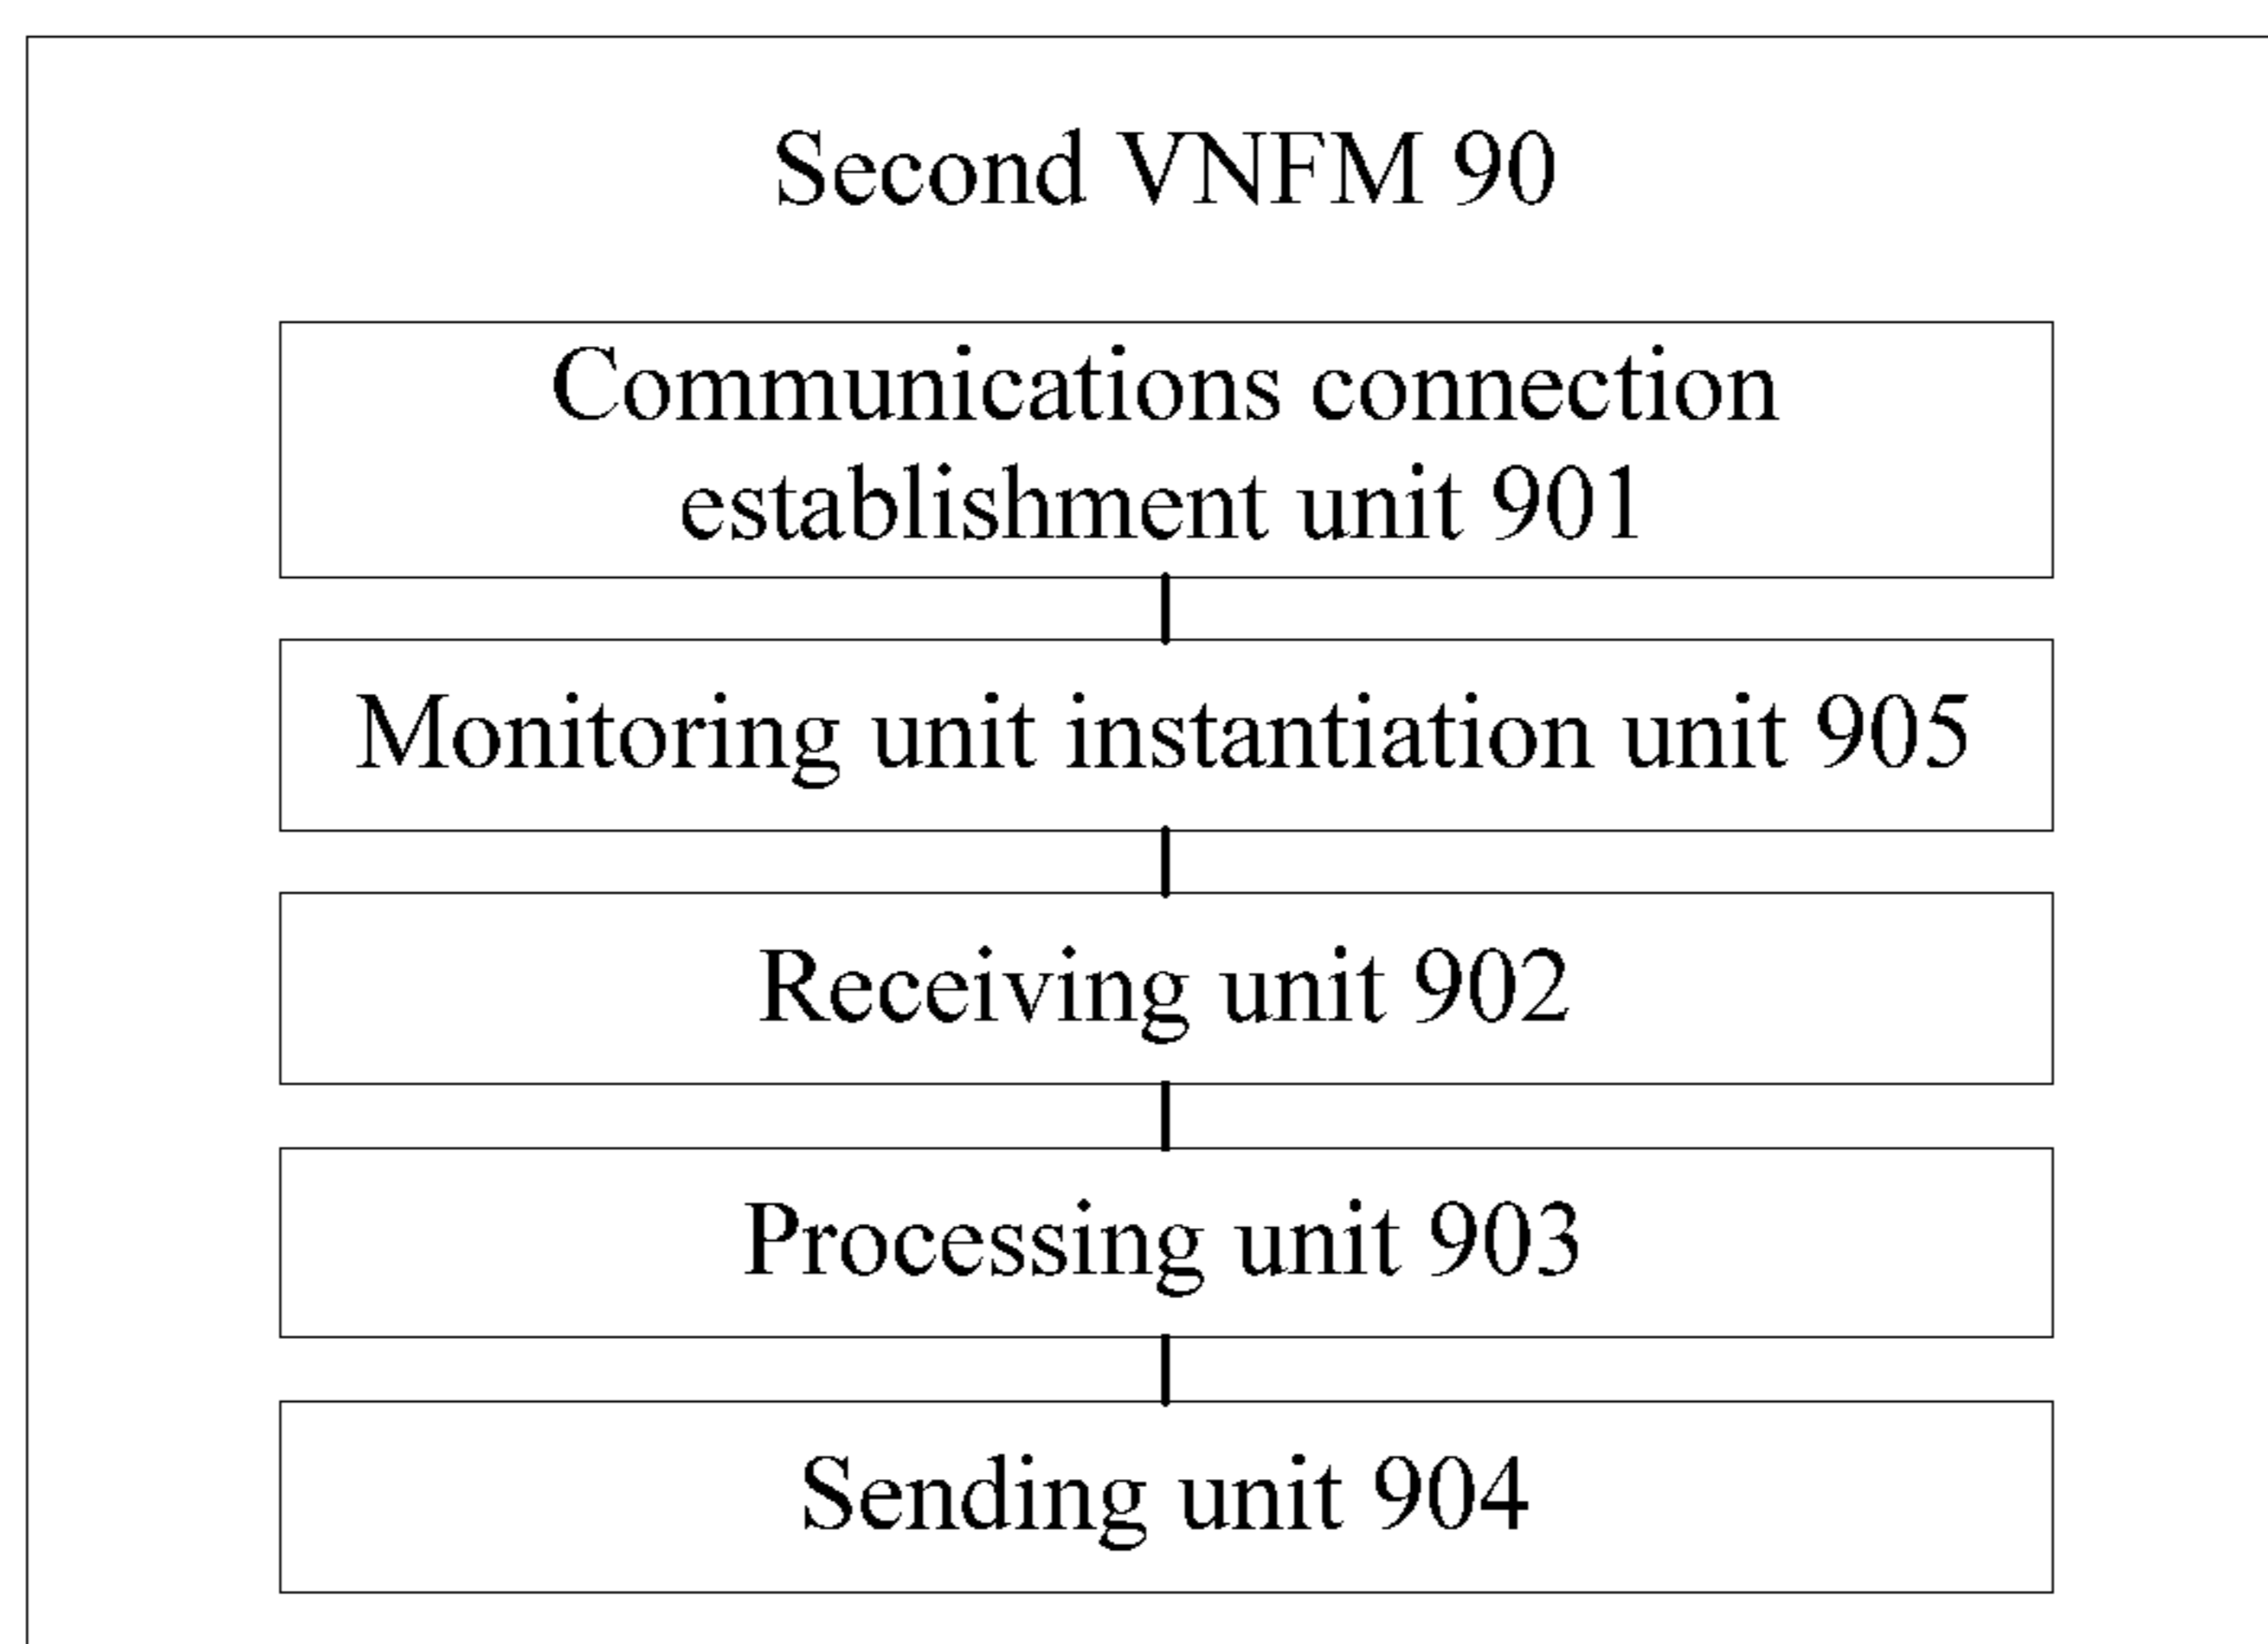 Second VNFM 90
Communications connection
establishment unit 901
Monitoring unit instantiation unit 905
Receiving unit 902
Processing unit 903
Sending unit 904